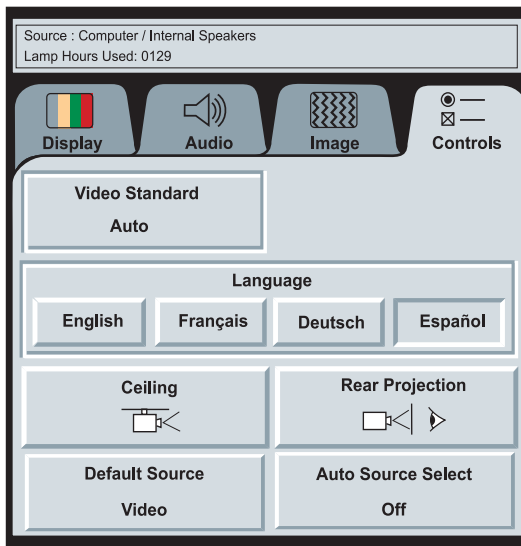 Source : Computer / Internal Speakers
Lamp Hours Used: 0129
Display Audio Image Controls
Video Standard
Auto
Language
English Français Deutsch Español
Ceiling Rear Projection
Default Source Auto Source Select
Video Off